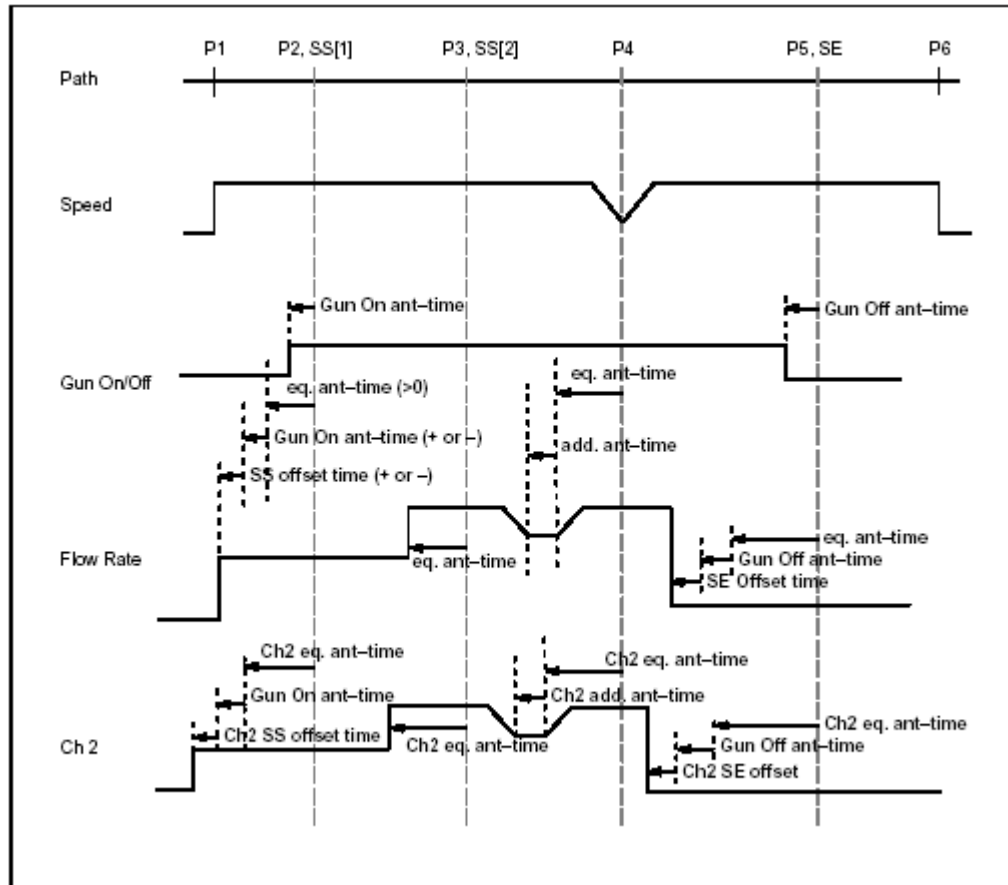 P1 P2, SS[1] P3, SS[2] P4 P5, SE P6
Path
Speed
Gun On ant–time
Gun Off ant–time
Gun On/Off
eq. ant–time (>0)
eq. ant–time
Gun On ant–time (+ or –)
add. ant–time
SS offset time (+ or –)
Flow Rate
eq. ant–time
eq. ant–time
Gun Off ant–time
SE Offset time
Ch2 eq. ant–time
Ch2 eq. ant–time
Gun On ant–time
Ch2 add. ant–time
Ch 2
Ch2 SS offset time
Ch2 eq. ant–time
Ch2 eq. ant–time
Gun Off ant–time
Ch2 SE offset